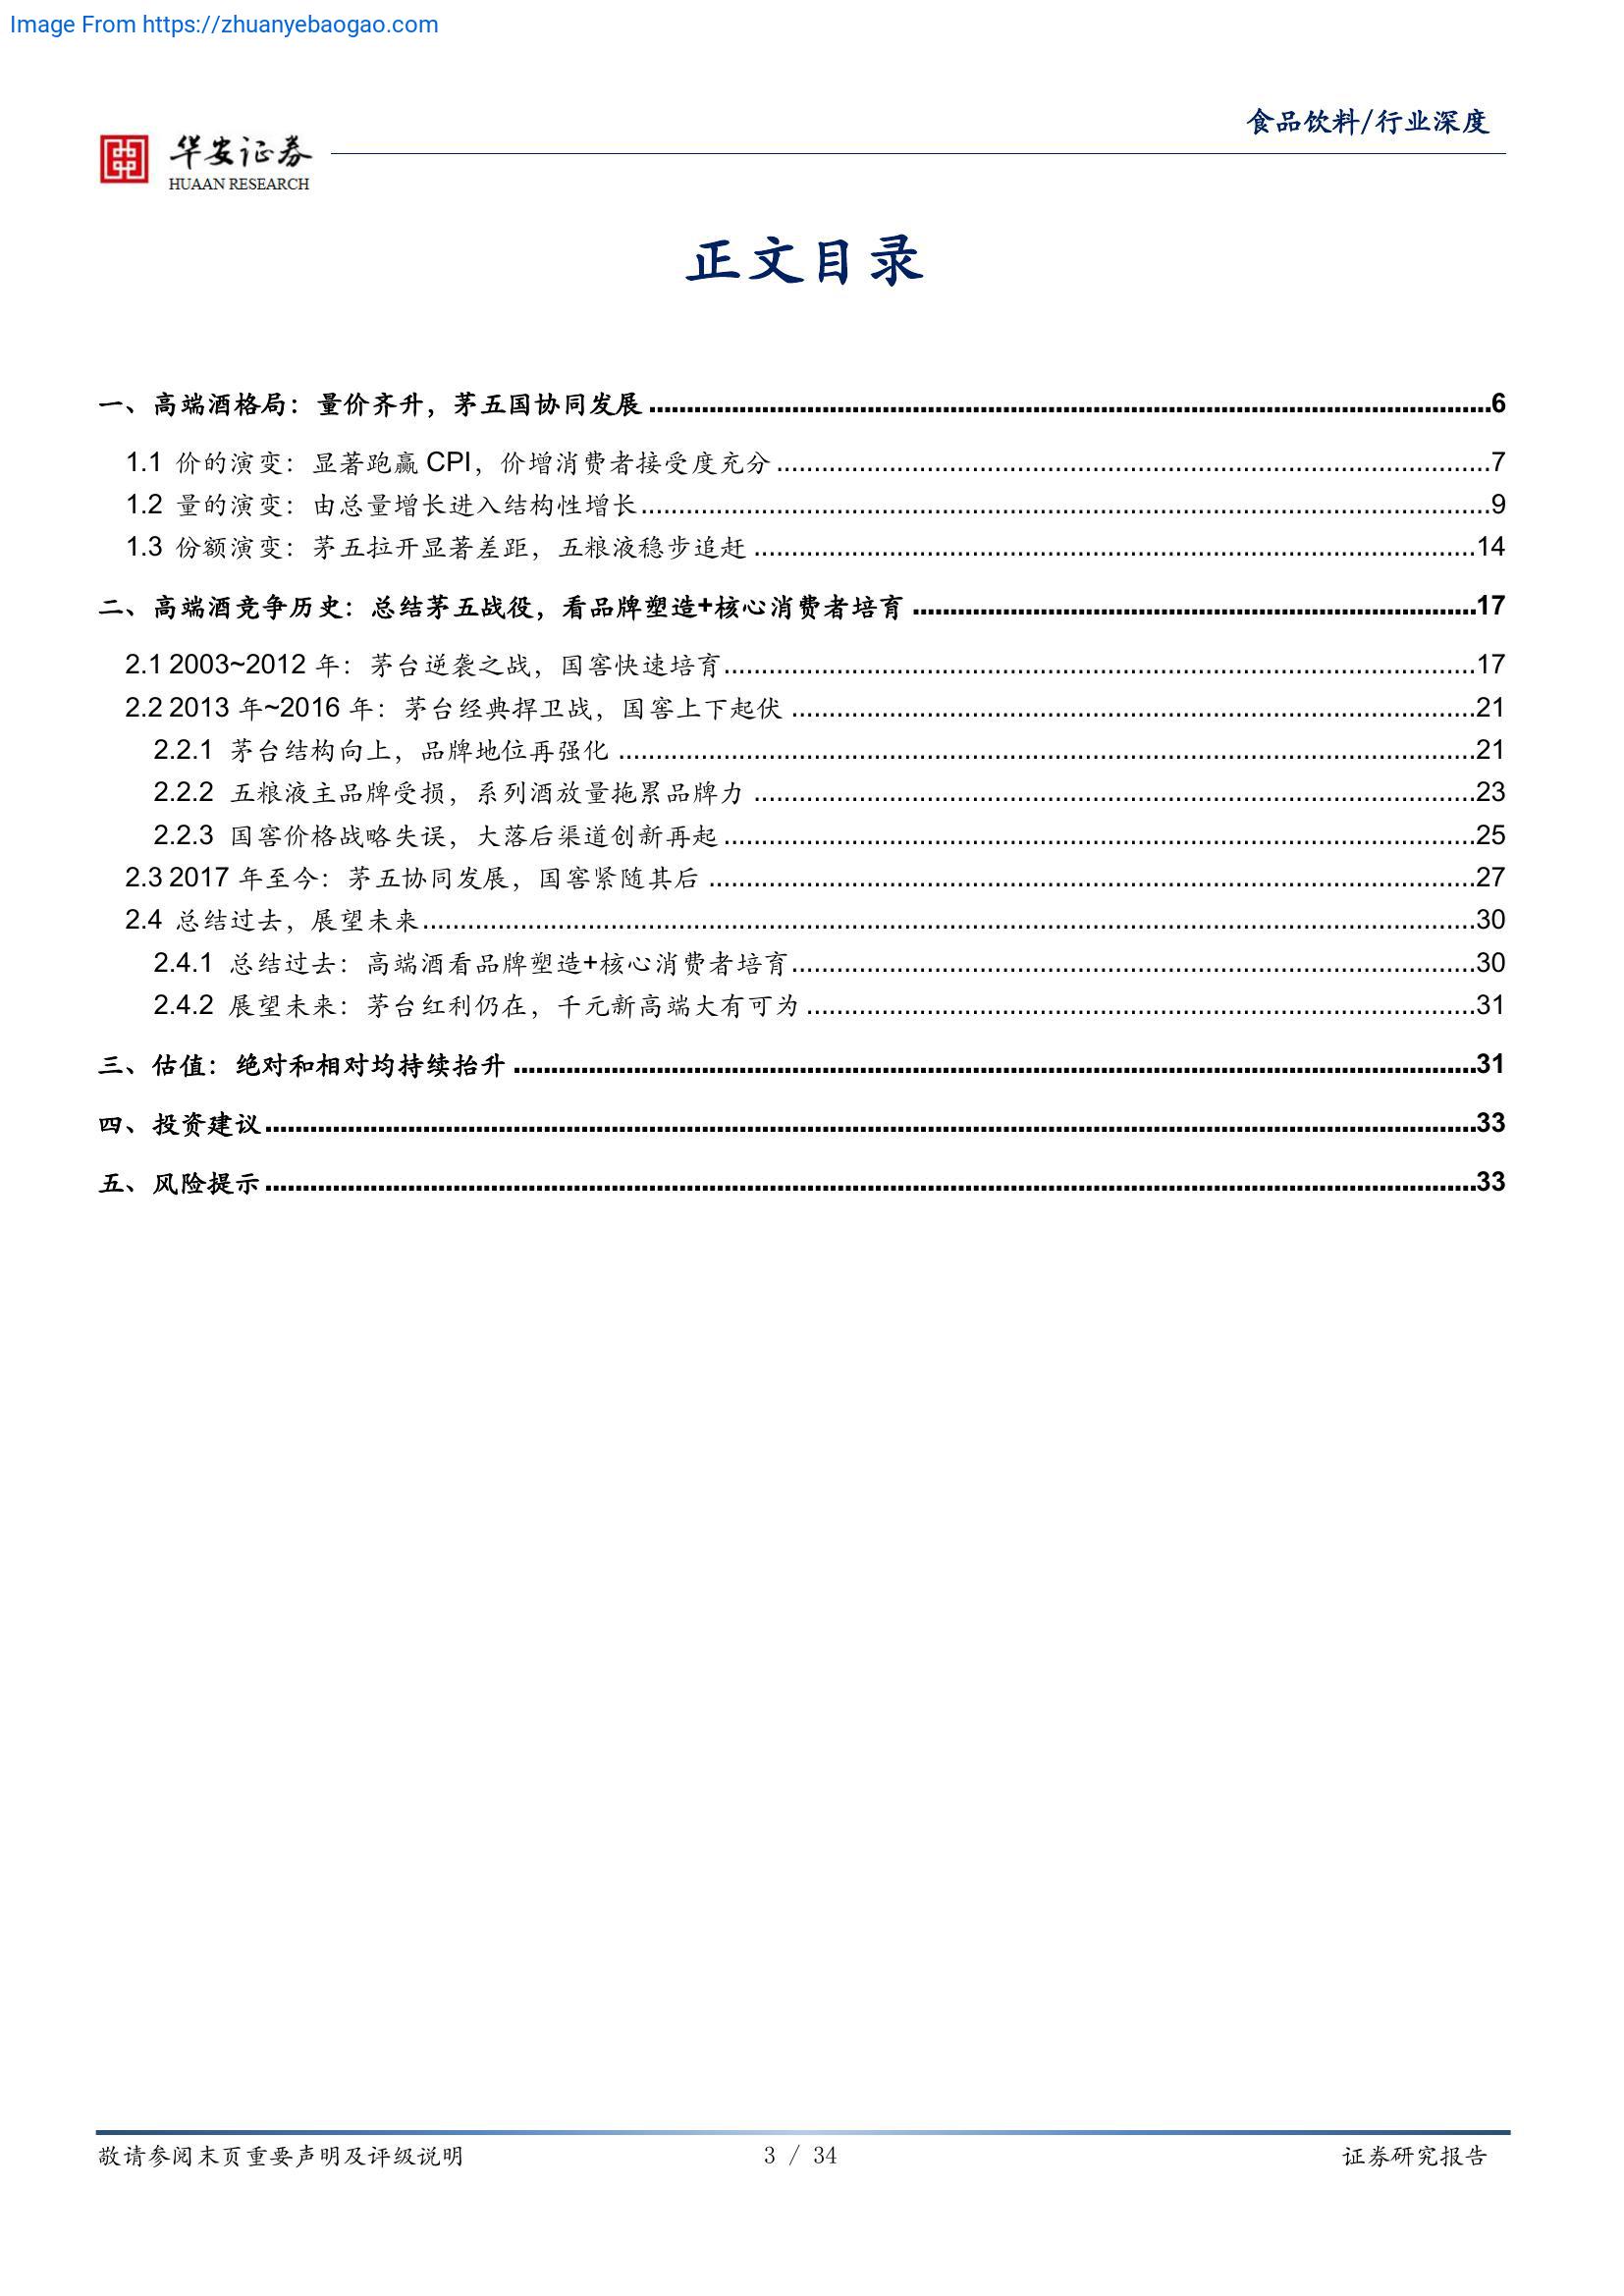 Image From https://zhuanyebaogao.com
食品饮料/行业深度
华安证券
HUAAN RESEARCH
正文目录
一、高端酒格局：量价齐升，茅五国协同发展 ........ 6
1.1 价的演变：显著跑赢 CPI，价增消费者接受度充分 ........ 7
1.2 量的演变：由总量增长进入结构性增长 ........ 9
1.3 份额演变：茅五拉开显著差距，五粮液稳步追赶 ........ 14
二、高端酒竞争历史：总结茅五战役，看品牌塑造+核心消费者培育 ........ 17
2.1 2003~2012 年：茅台逆袭之战，国窖快速培育 ........ 17
2.2 2013 年~2016 年：茅台经典捍卫战，国窖上下起伏 ........ 21
2.2.1 茅台结构向上，品牌地位再强化 ........ 21
2.2.2 五粮液主品牌受损，系列酒放量拖累品牌力 ........ 23
2.2.3 国窖价格战略失误，大落后渠道创新再起 ........ 25
2.3 2017 年至今：茅五协同发展，国窖紧随其后 ........ 27
2.4 总结过去，展望未来 ........ 30
2.4.1 总结过去：高端酒看品牌塑造+核心消费者培育 ........ 30
2.4.2 展望未来：茅台红利仍在，千元新高端大有可为 ........ 31
三、估值：绝对和相对均持续抬升 ........ 31
四、投资建议 ........ 33
五、风险提示 ........ 33
敬请参阅末页重要声明及评级说明
3 / 34
证券研究报告